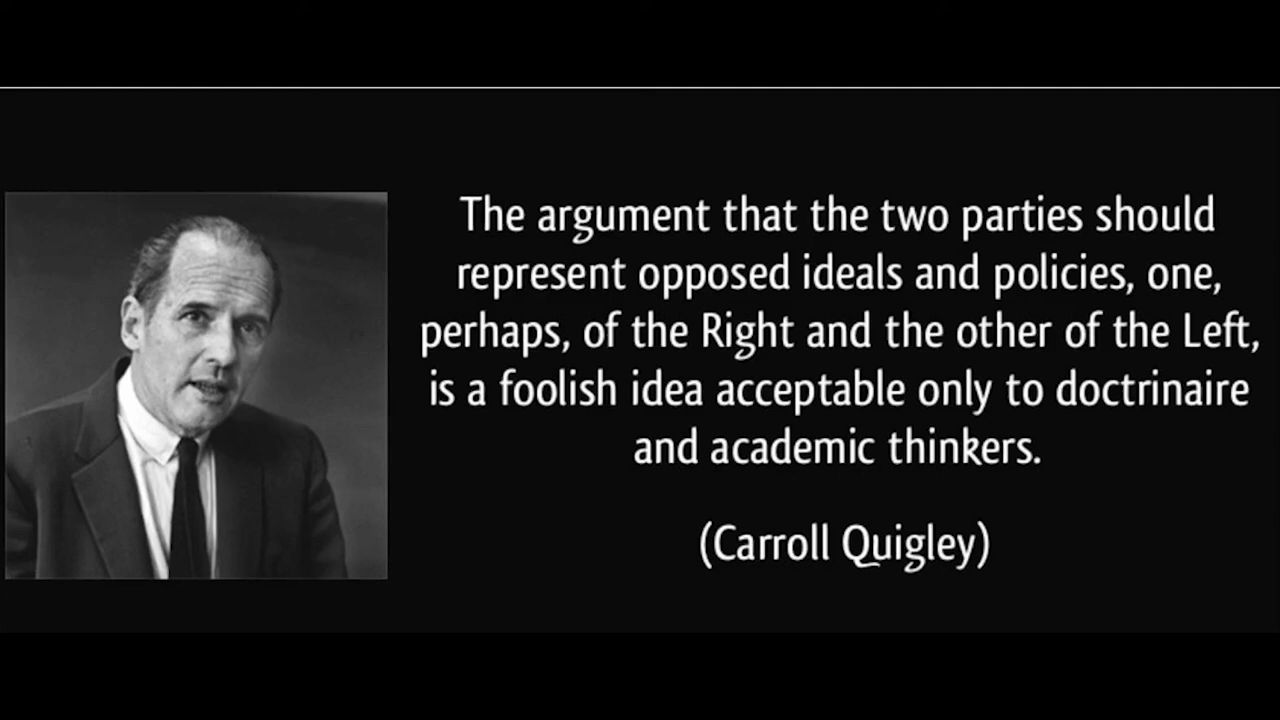 The argument that the two parties should
represent opposed ideals and policies, one,
perhaps, of the Right and the other of the Left,
is a foolish idea acceptable only to doctrinaire
and academic thinkers.
(Carroll Quigley)